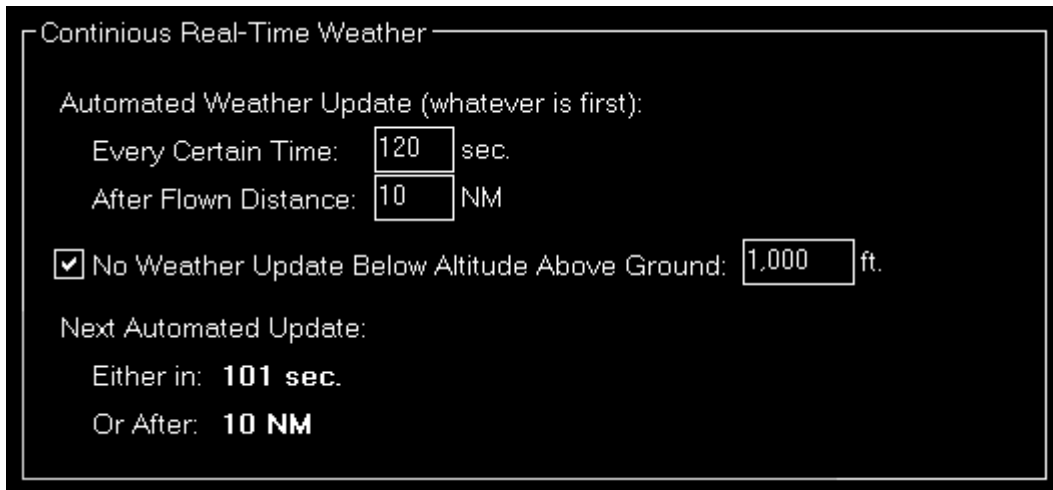 Continious Real-Time Weather
Automated Weather Update (whatever is first):
Every Certain Time: 120 sec.
After Flown Distance: 10 NM
No Weather Update Below Altitude Above Ground: 1,000 ft.
Next Automated Update:
Either in: 101 sec.
Or After: 10 NM